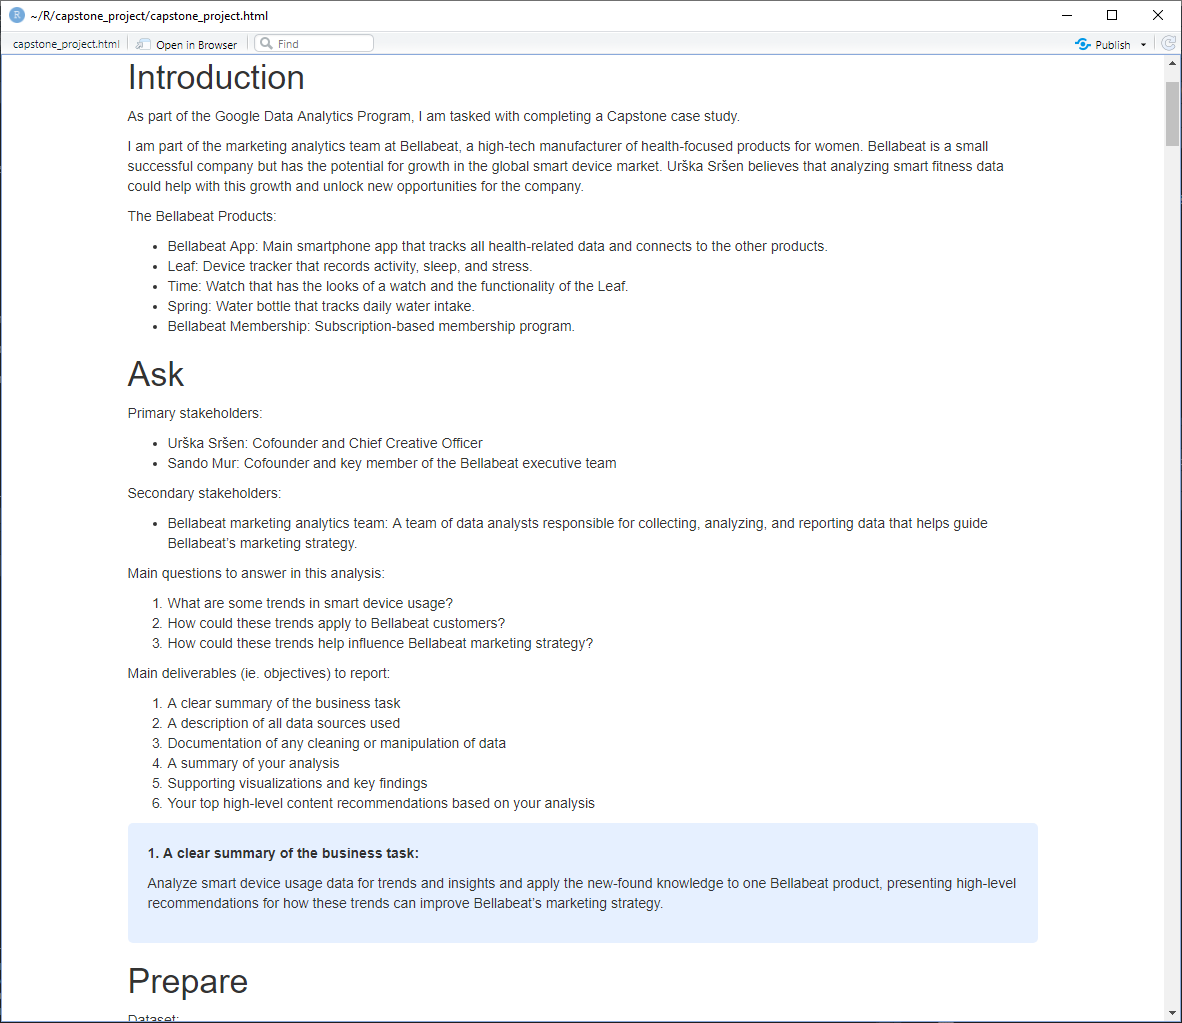 R ~/R/capstone_project/capstone_project.html
capstone_project.html Open in Browser Find Publish
Introduction
As part of the Google Data Analytics Program, I am tasked with completing a Capstone case study.
I am part of the marketing analytics team at Bellabeat, a high-tech manufacturer of health-focused products for women. Bellabeat is a small
successful company but has the potential for growth in the global smart device market. Urška Sršen believes that analyzing smart fitness data
could help with this growth and unlock new opportunities for the company.
The Bellabeat Products:
• Bellabeat App: Main smartphone app that tracks all health-related data and connects to the other products.
• Leaf: Device tracker that records activity, sleep, and stress.
• Time: Watch that has the looks of a watch and the functionality of the Leaf.
• Spring: Water bottle that tracks daily water intake.
• Bellabeat Membership: Subscription-based membership program.
Ask
Primary stakeholders:
• Urška Sršen: Cofounder and Chief Creative Officer
• Sando Mur: Cofounder and key member of the Bellabeat executive team
Secondary stakeholders:
• Bellabeat marketing analytics team: A team of data analysts responsible for collecting, analyzing, and reporting data that helps guide
Bellabeat's marketing strategy.
Main questions to answer in this analysis:
1. What are some trends in smart device usage?
2. How could these trends apply to Bellabeat customers?
3. How could these trends help influence Bellabeat marketing strategy?
Main deliverables (ie. objectives) to report:
1. A clear summary of the business task
2. A description of all data sources used
3. Documentation of any cleaning or manipulation of data
4. A summary of your analysis
5. Supporting visualizations and key findings
6. Your top high-level content recommendations based on your analysis
1. A clear summary of the business task:
Analyze smart device usage data for trends and insights and apply the new-found knowledge to one Bellabeat product, presenting high-level
recommendations for how these trends can improve Bellabeat's marketing strategy.
Prepare
Dataset: